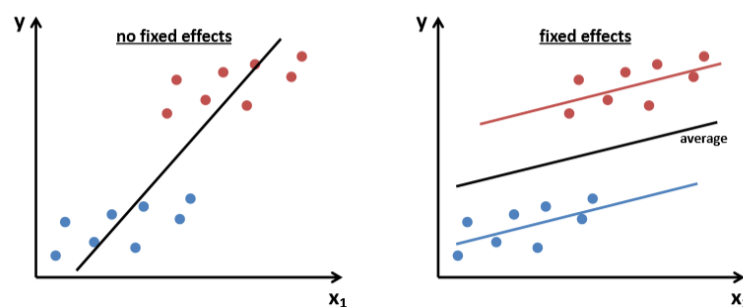 y
no fixed effects
x1
y
fixed effects
average
x